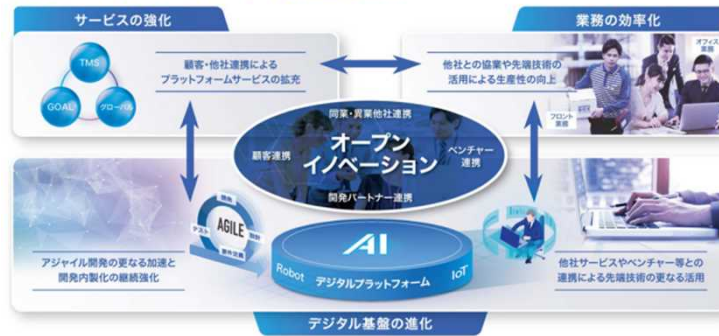 サービスの強化
業務の効率化
TMS
GOAL
グローバル
顧客・他社連携による
プラットフォームサービスの拡充
他社との協業や先端技術の
活用による生産性の向上
オフィス
業務
フロント
業務
同業・異業他社連携
オープン
イノベーション
顧客連携
ベンチャー
連携
開発パートナー連携
アジャイル開発の更なる加速と
開発内製化の継続強化
テスト
AGILE
設計
要件定義
AI
Robot
デジタルプラットフォーム
IoT
他社サービスやベンチャー等との
連携による先端技術の更なる活用
デジタル基盤の進化